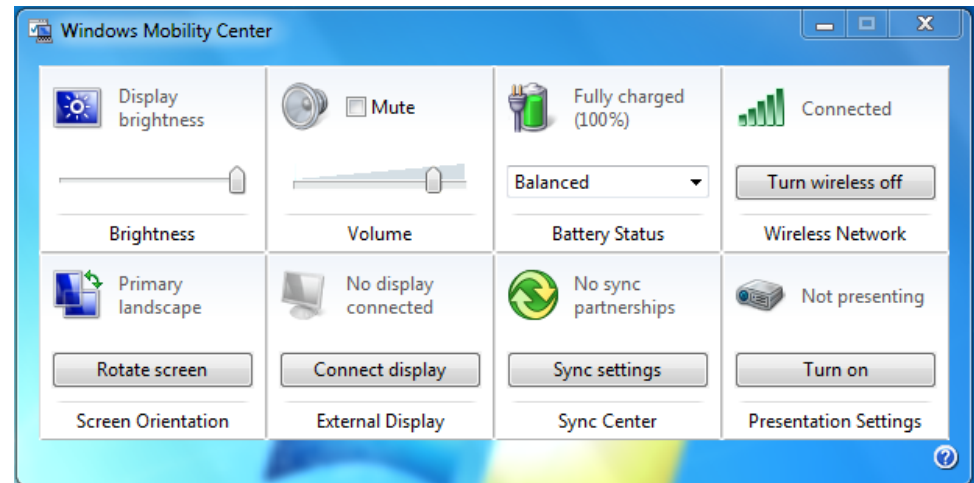 Windows Mobility Center
Display
brightness
Brightness
Mute
Volume
Fully charged
(100%)
Balanced
Battery Status
Connected
Turn wireless off
Wireless Network
Primary
landscape
Rotate screen
Screen Orientation
No display
connected
Connect display
External Display
No sync
partnerships
Sync settings
Sync Center
Not presenting
Turn on
Presentation Settings